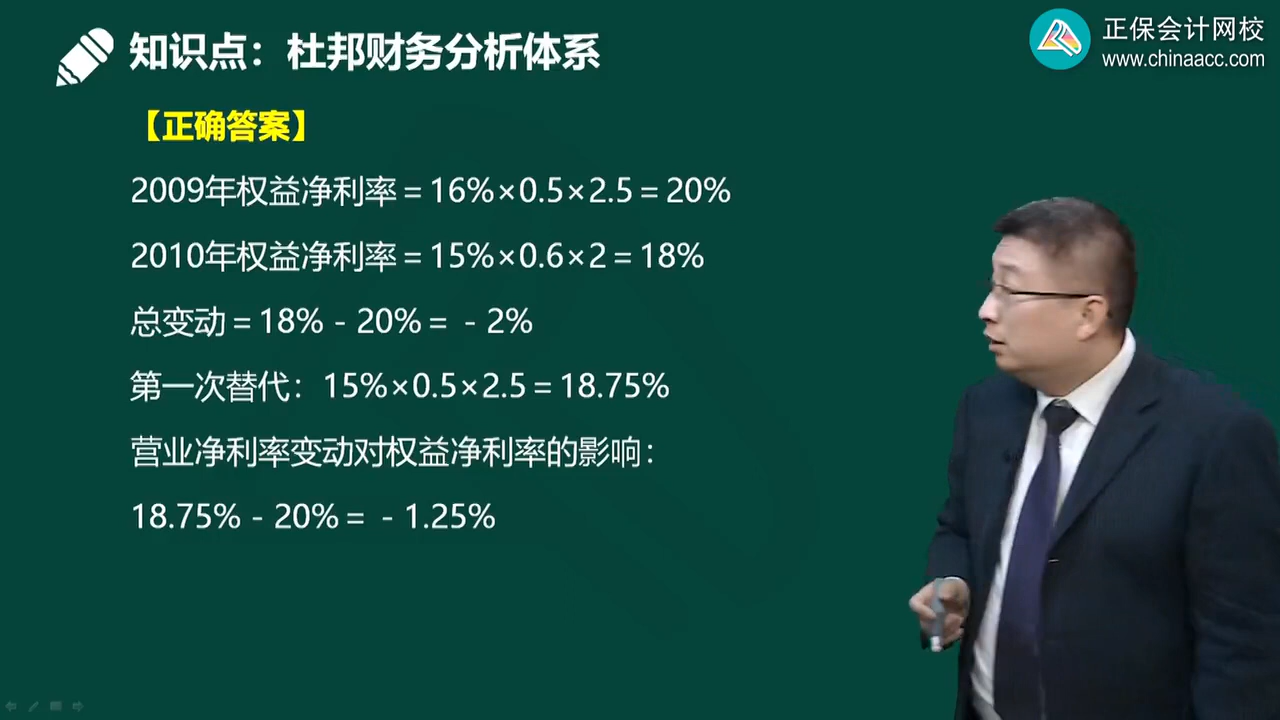 知识点：杜邦财务分析体系
正保会计网校
www.chinaacc.com
【正确答案】
2009年权益净利率＝16%×0.5×2.5＝20%
2010年权益净利率＝15%×0.6×2＝18%
总变动＝18%－20%＝－2%
第一次替代：15%×0.5×2.5＝18.75%
营业净利率变动对权益净利率的影响：
18.75%－20%＝－1.25%